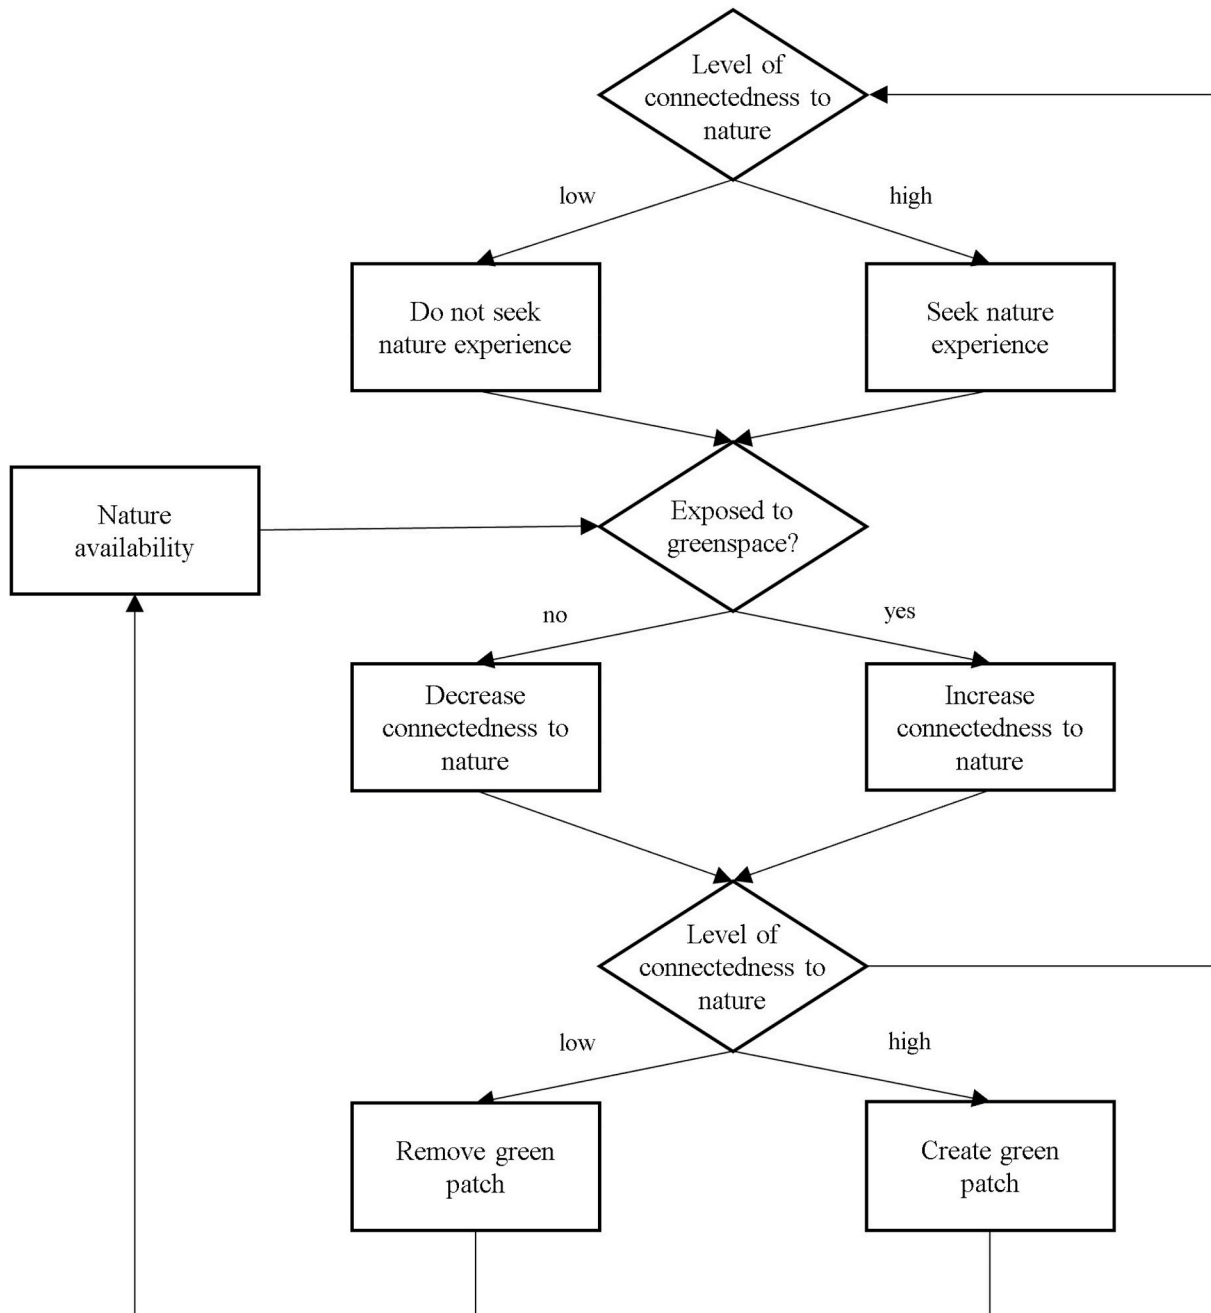 Level of
connectedness to
nature
low
high
Do not seek
nature experience
Seek nature
experience
Nature
availability
Exposed to
greenspace?
no
yes
Decrease
connectedness to
nature
Increase
connectedness to
nature
Level of
connectedness to
nature
low
high
Remove green
patch
Create green
patch